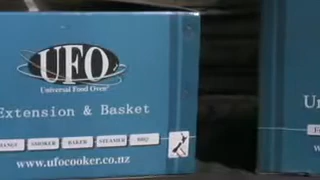 UFO
Universal Food Oven
Extension & Basket
SMOKER BAKER STEAMER BBQ
www.ufocooker.co.nz